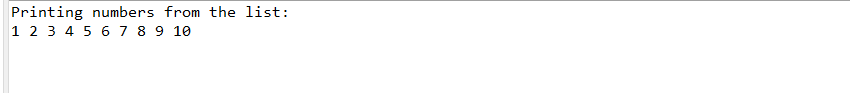 Printing numbers from the list:
1 2 3 4 5 6 7 8 9 10